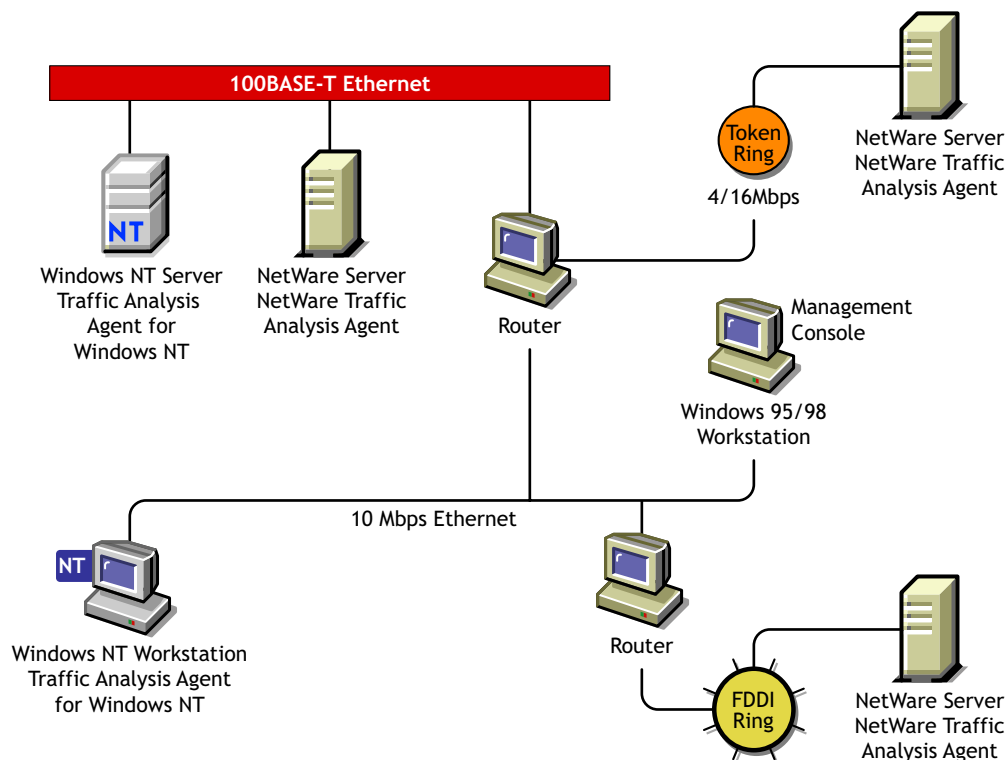 100BASE-T Ethernet
Token
Ring
4/16Mbps
NetWare Server
NetWare Traffic
Analysis Agent
NT
Windows NT Server
Traffic Analysis
Agent for
Windows NT
NetWare Server
NetWare Traffic
Analysis Agent
Router
Management
Console
Windows 95/98
Workstation
10 Mbps Ethernet
NT
Windows NT Workstation
Traffic Analysis Agent
for Windows NT
Router
FDDI
Ring
NetWare Server
NetWare Traffic
Analysis Agent